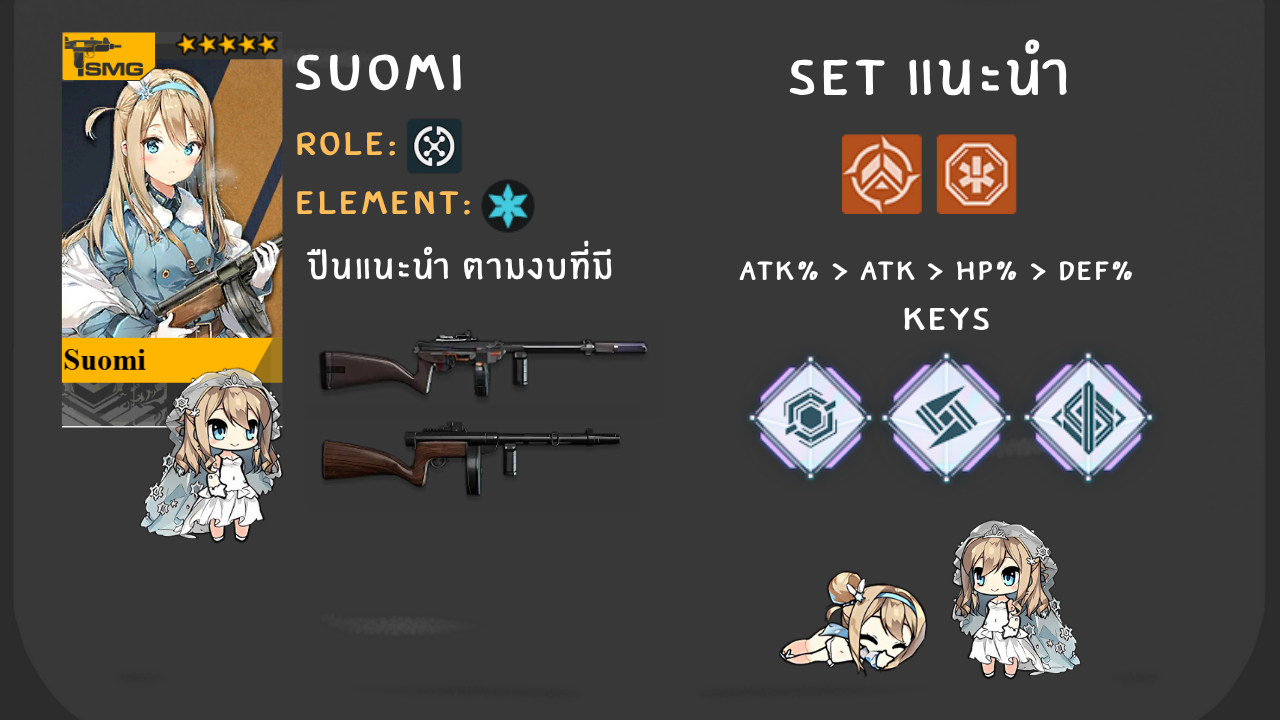 SMG
Suomi
SUOMI
ROLE:
ELEMENT:
ปืนแนะนำ ตามงบที่มี
SET แนะนำ
ATK% > ATK > HP% > DEF%
KEYS